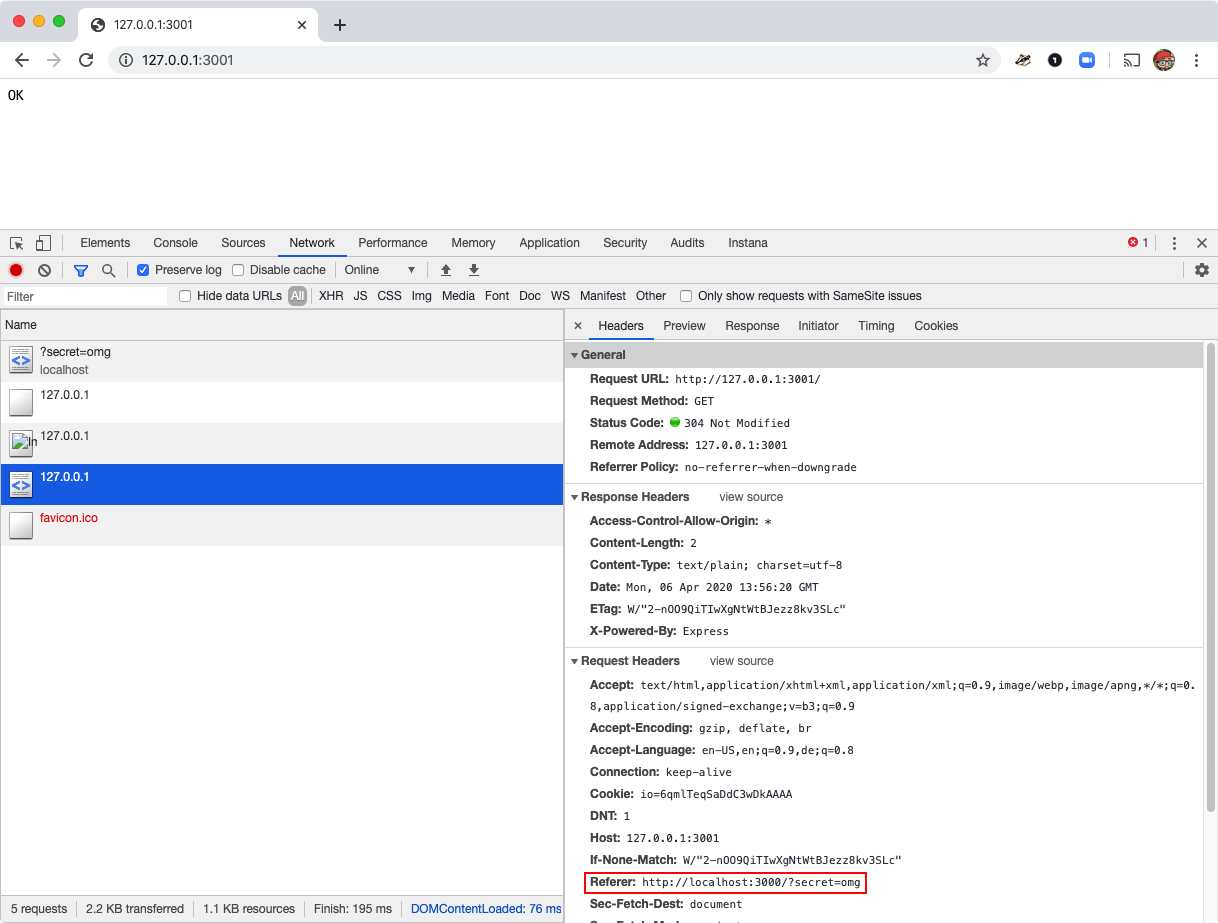 127.0.0.1:3001
127.0.0.1:3001
1
OK
Elements Console Sources Network Performance Memory Application Security Audits Instana 1
Preserve log Disable cache Online
Filter Hide data URLs All XHR JS CSS Img Media Font Doc WS Manifest Other Only show requests with SameSite issues
Name
?secret=omg
localhost
127.0.0.1
127.0.0.1
127.0.0.1
favicon.ico
5 requests 2.2 KB transferred 1.1 KB resources Finish: 195 ms DOMContentLoaded: 76 ms
Headers Preview Response Initiator Timing Cookies
General
Request URL: http://127.0.0.1:3001/
Request Method: GET
Status Code: 304 Not Modified
Remote Address: 127.0.0.1:3001
Referrer Policy: no-referrer-when-downgrade
Response Headers view source
Access-Control-Allow-Origin: *
Content-Length: 2
Content-Type: text/plain; charset=utf-8
Date: Mon, 06 Apr 2020 13:56:20 GMT
ETag: W/"2-nOO9QiTIwXgNtWtBJezz8kv3SLc"
X-Powered-By: Express
Request Headers view source
Accept: text/html,application/xhtml+xml,application/xml;q=0.9,image/webp,image/apng,*/*;q=0.
8,application/signed-exchange;v=b3;q=0.9
Accept-Encoding: gzip, deflate, br
Accept-Language: en-US,en;q=0.9,de;q=0.8
Connection: keep-alive
Cookie: io=6qmlTeqSaDdC3wDkAAAA
DNT: 1
Host: 127.0.0.1:3001
If-None-Match: W/"2-nOO9QiTIwXgNtWtBJezz8kv3SLc"
Referer: http://localhost:3000/?secret=omg
Sec-Fetch-Dest: document